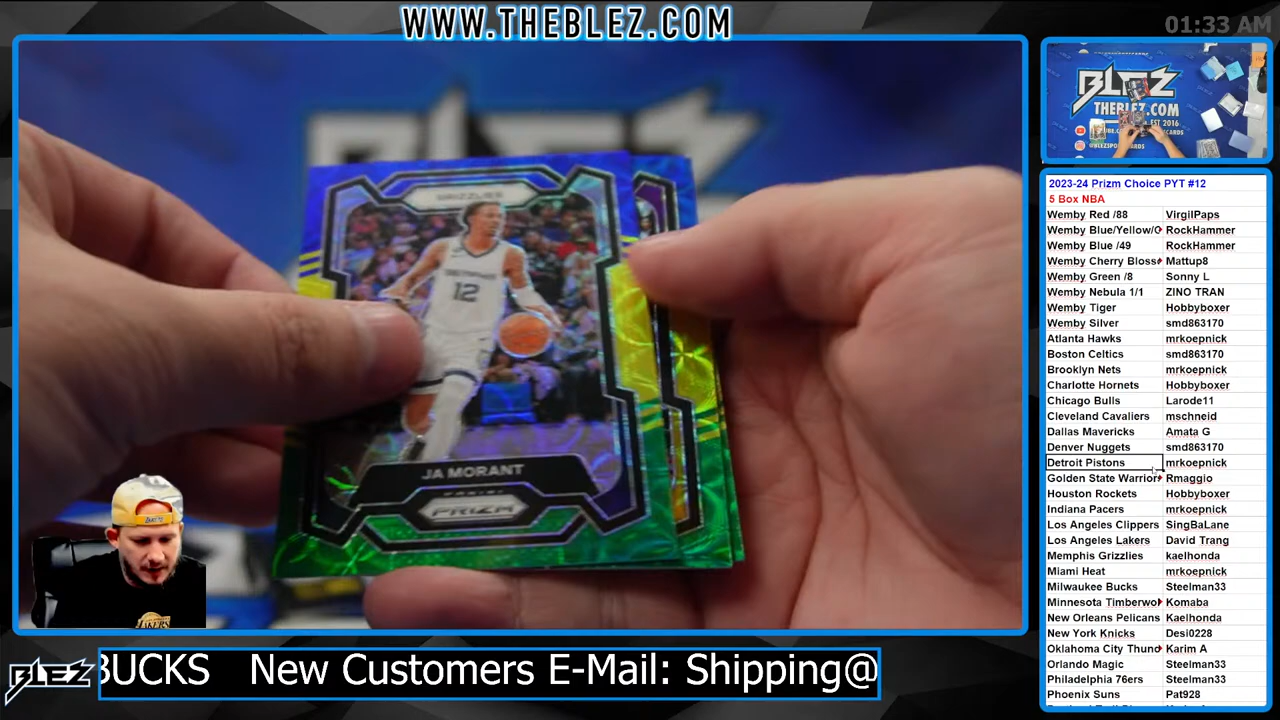 WWW.THEBLEZ.COM
01:33 AM
BLEZ
THEBLEZ.COM
EST 2016
GRIZZLIES
MEMPHIS
12
JA MORANT
PANINI
PRIZM
2023-24 Prizm Choice PYT #12
5 Box NBA
Wemby Red /88 VirgilPaps
Wemby Blue/Yellow/G RockHammer
Wemby Blue /49 RockHammer
Wemby Cherry Bloss Mattup8
Wemby Green /8 Sonny L
Wemby Nebula 1/1 ZINO TRAN
Wemby Tiger Hobbyboxer
Wemby Silver smd863170
Atlanta Hawks mrkoepnick
Boston Celtics smd863170
Brooklyn Nets mrkoepnick
Charlotte Hornets Hobbyboxer
Chicago Bulls Larode11
Cleveland Cavaliers mschneid
Dallas Mavericks Amata G
Denver Nuggets smd863170
Detroit Pistons mrkoepnick
Golden State Warrior Rmaggio
Houston Rockets Hobbyboxer
Indiana Pacers mrkoepnick
Los Angeles Clippers SingBaLane
Los Angeles Lakers David Trang
Memphis Grizzlies kaelhonda
Miami Heat mrkoepnick
Milwaukee Bucks Steelman33
Minnesota Timberwo Komaba
New Orleans Pelicans Kaelhonda
New York Knicks Desi0228
Oklahoma City Thund Karim A
Orlando Magic Steelman33
Philadelphia 76ers Steelman33
Phoenix Suns Pat928
LAKERS
BLEZ
BUCKS New Customers E-Mail: Shipping@